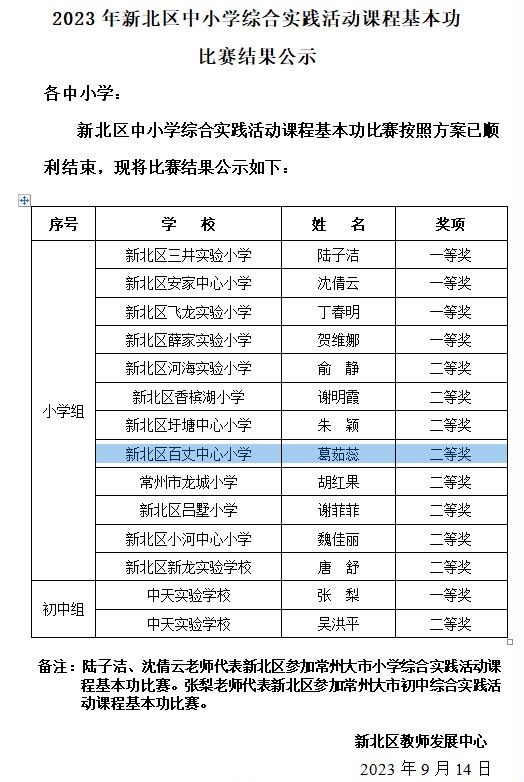 2023年新北区中小学综合实践活动课程基本功
比赛结果公示
各中小学：
新北区中小学综合实践活动课程基本功比赛按照方案已顺
利结束，现将比赛结果公示如下：
序号 学 校 姓 名 奖项
新北区三井实验小学 陆子洁 一等奖
新北区安家中心小学 沈倩云 一等奖
新北区飞龙实验小学 丁春明 一等奖
新北区薛家实验小学 贺维娜 一等奖
新北区河海实验小学 俞 静 二等奖
新北区香槟湖小学 谢明霞 二等奖
小学组 新北区圩塘中心小学 朱 颖 二等奖
新北区百丈中心小学 葛茹蕊 二等奖
常州市龙城小学 胡红果 二等奖
新北区吕墅小学 谢菲菲 二等奖
新北区小河中心小学 魏佳丽 二等奖
新北区新龙实验学校 唐 舒 二等奖
初中组 中天实验学校 张 梨 一等奖
中天实验学校 吴洪平 二等奖
备注：陆子洁、沈倩云老师代表新北区参加常州大市小学综合实践活动课
程基本功比赛。张梨老师代表新北区参加常州大市初中综合实践活
动课程基本功比赛。
新北区教师发展中心
2023年9月14日